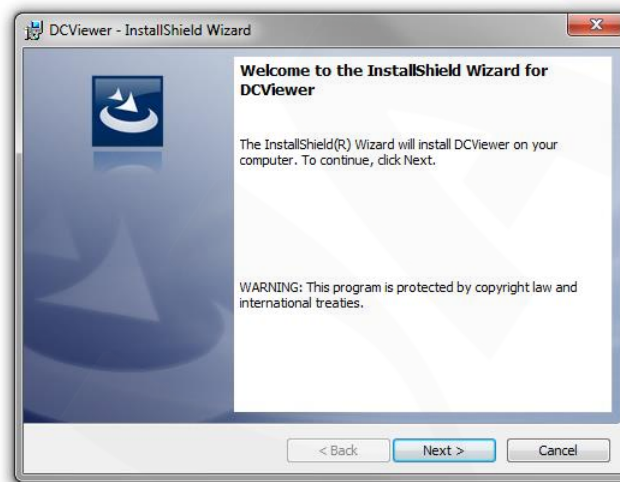 DCViewer - InstallShield Wizard
Welcome to the InstallShield Wizard for
DCViewer
The InstallShield(R) Wizard will install DCViewer on your
computer. To continue, click Next.
WARNING: This program is protected by copyright law and
international treaties.
< Back Next > Cancel